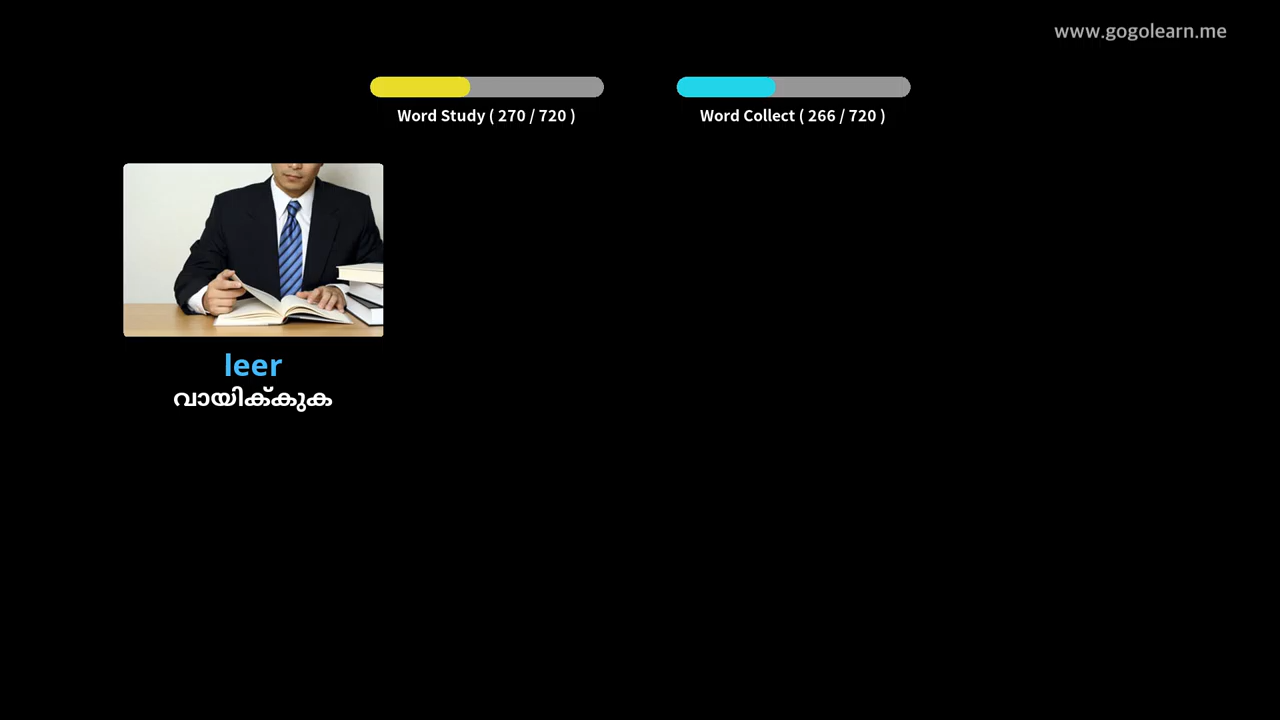 www.gogolearn.me
Word Study ( 270 / 720 )
Word Collect ( 266 / 720 )
leer
വായിക്കുക